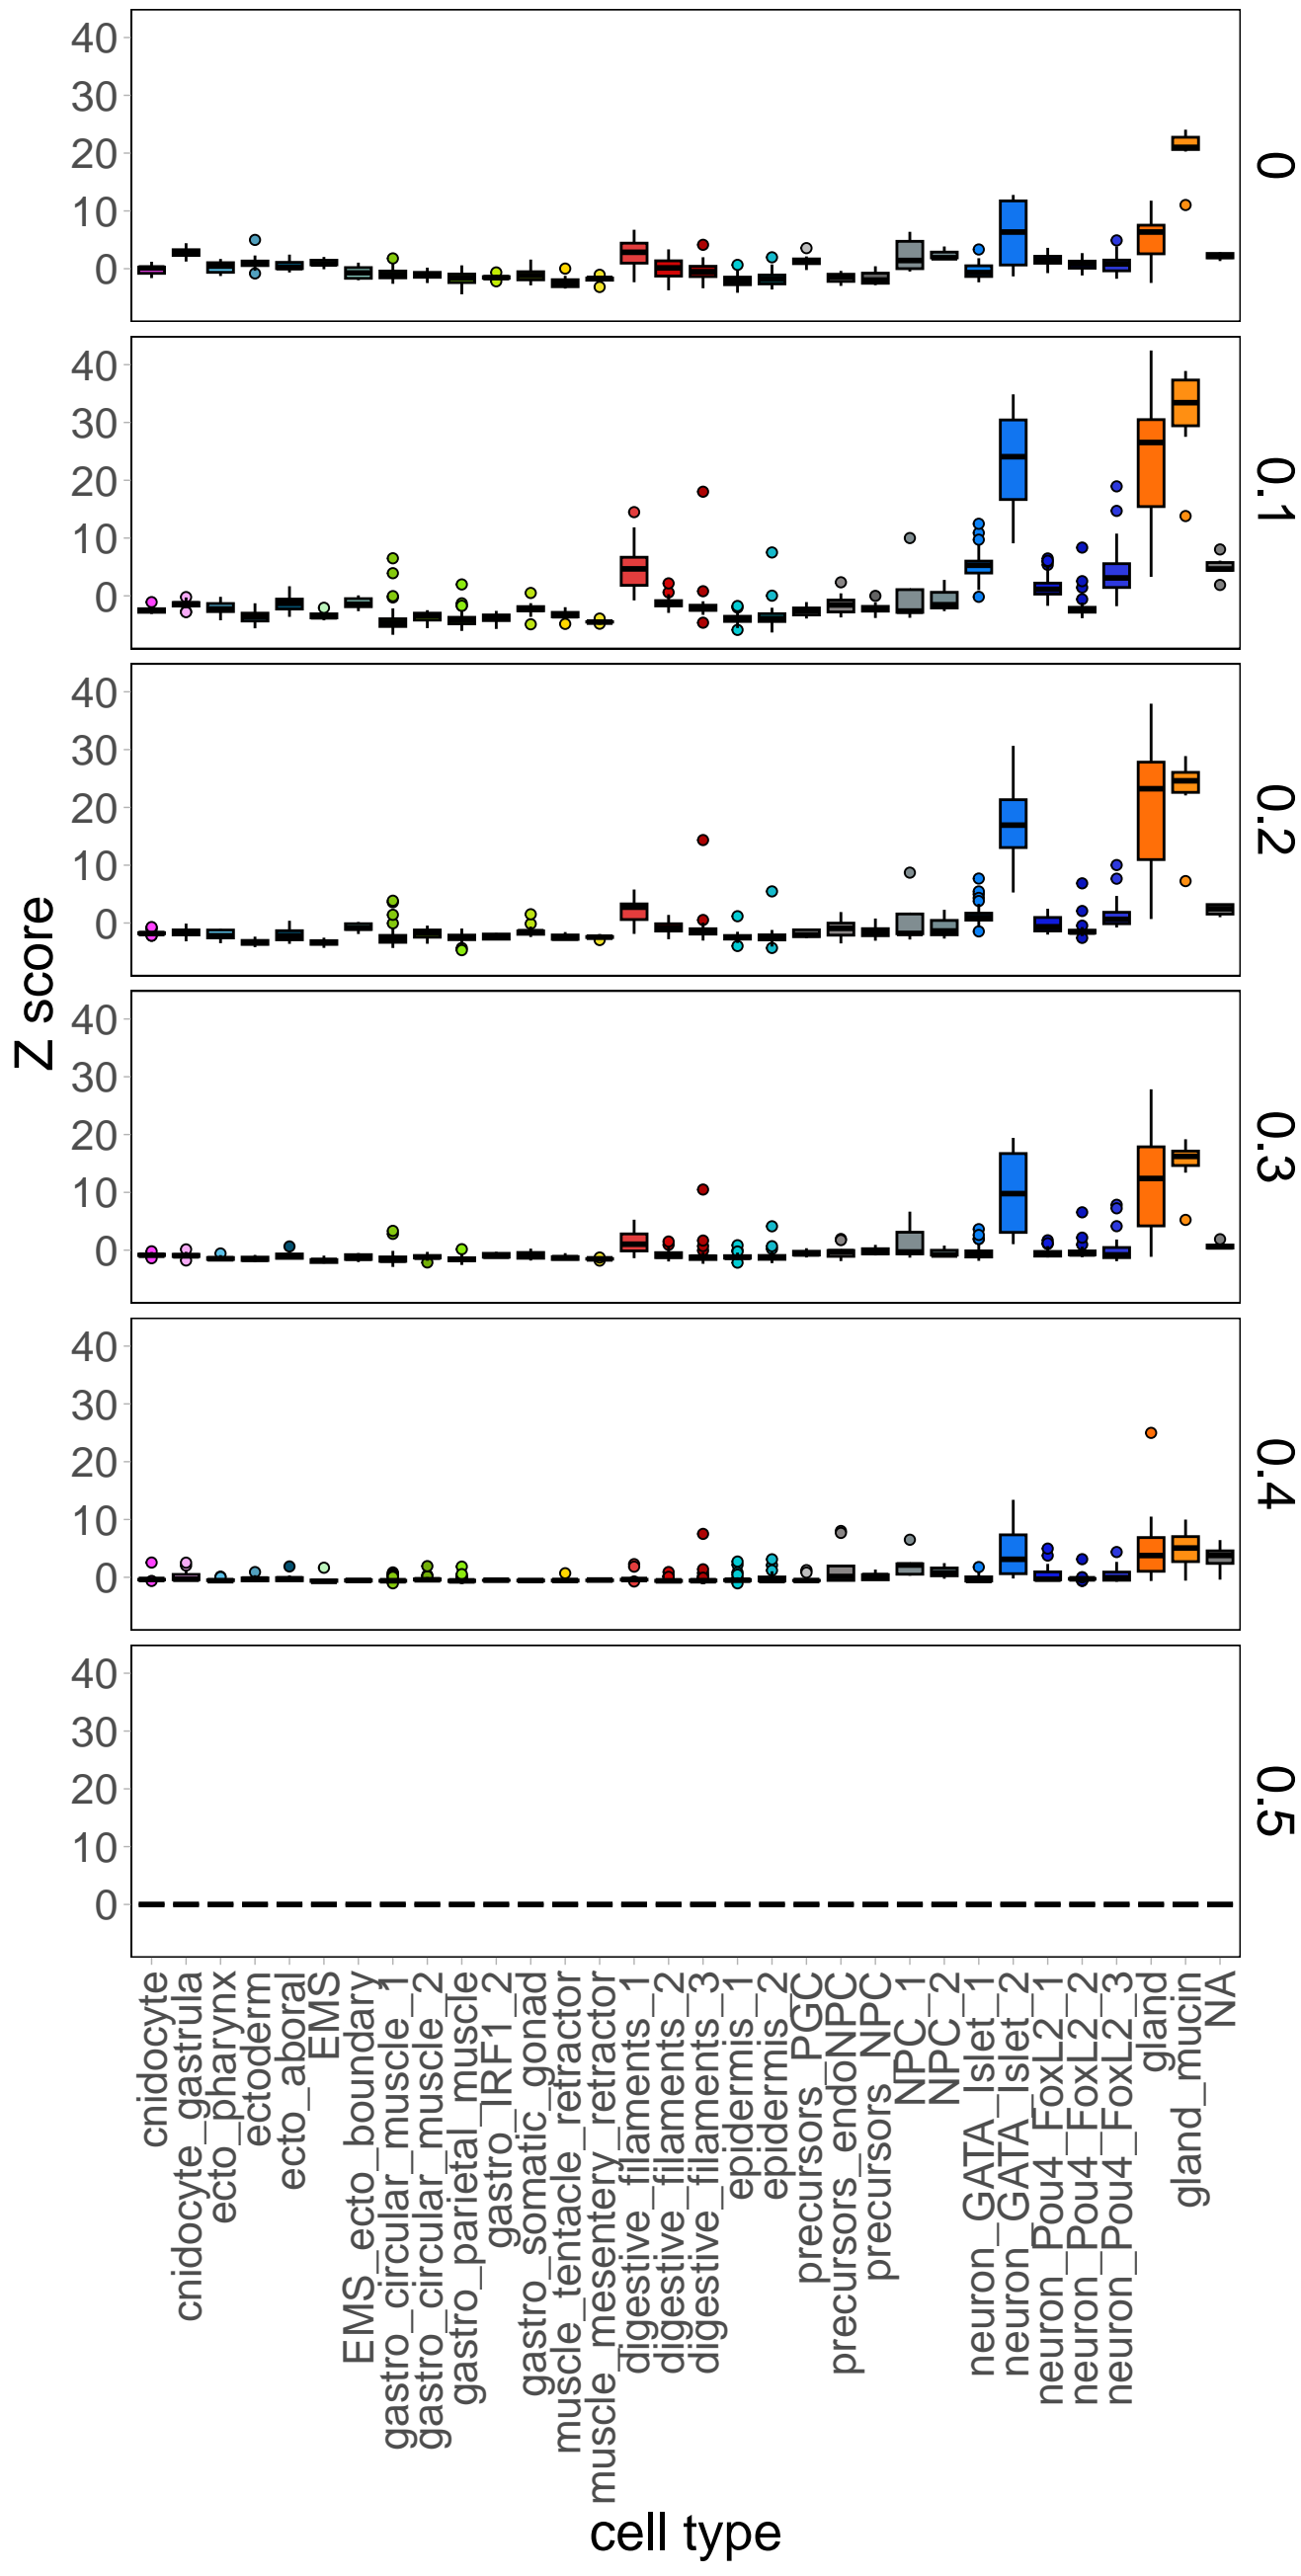 40
30
20
10
0
0
40
30
20
10
0
0.1
40
30
20
10
0
0.2
Z score
40
30
20
10
0
0.3
40
30
20
10
0
0.4
40
30
20
10
0
0.5
cnidocyte
cnidocyte_gastrula
ecto_pharynx
ectoderm
ecto_aboral
EMS
EMS_ecto_boundary
gastro_circular_muscle_1
gastro_circular_muscle_2
gastro_parietal_muscle
gastro_IRF1_2
gastro_somatic_gonad
muscle_tentacle_retractor
muscle_mesentery_retractor
digestive_filaments_1
digestive_filaments_2
digestive_filaments_3
epidermis_1
epidermis_2
precursors_PGC
precursors_endoNPC
precursors_NPC
NPC_1
NPC_2
neuron_GATA_Islet_1
neuron_GATA_Islet_2
neuron_Pou4_FoxL2_1
neuron_Pou4_FoxL2_2
neuron_Pou4_FoxL2_3
gland
gland_mucin
NA
cell type